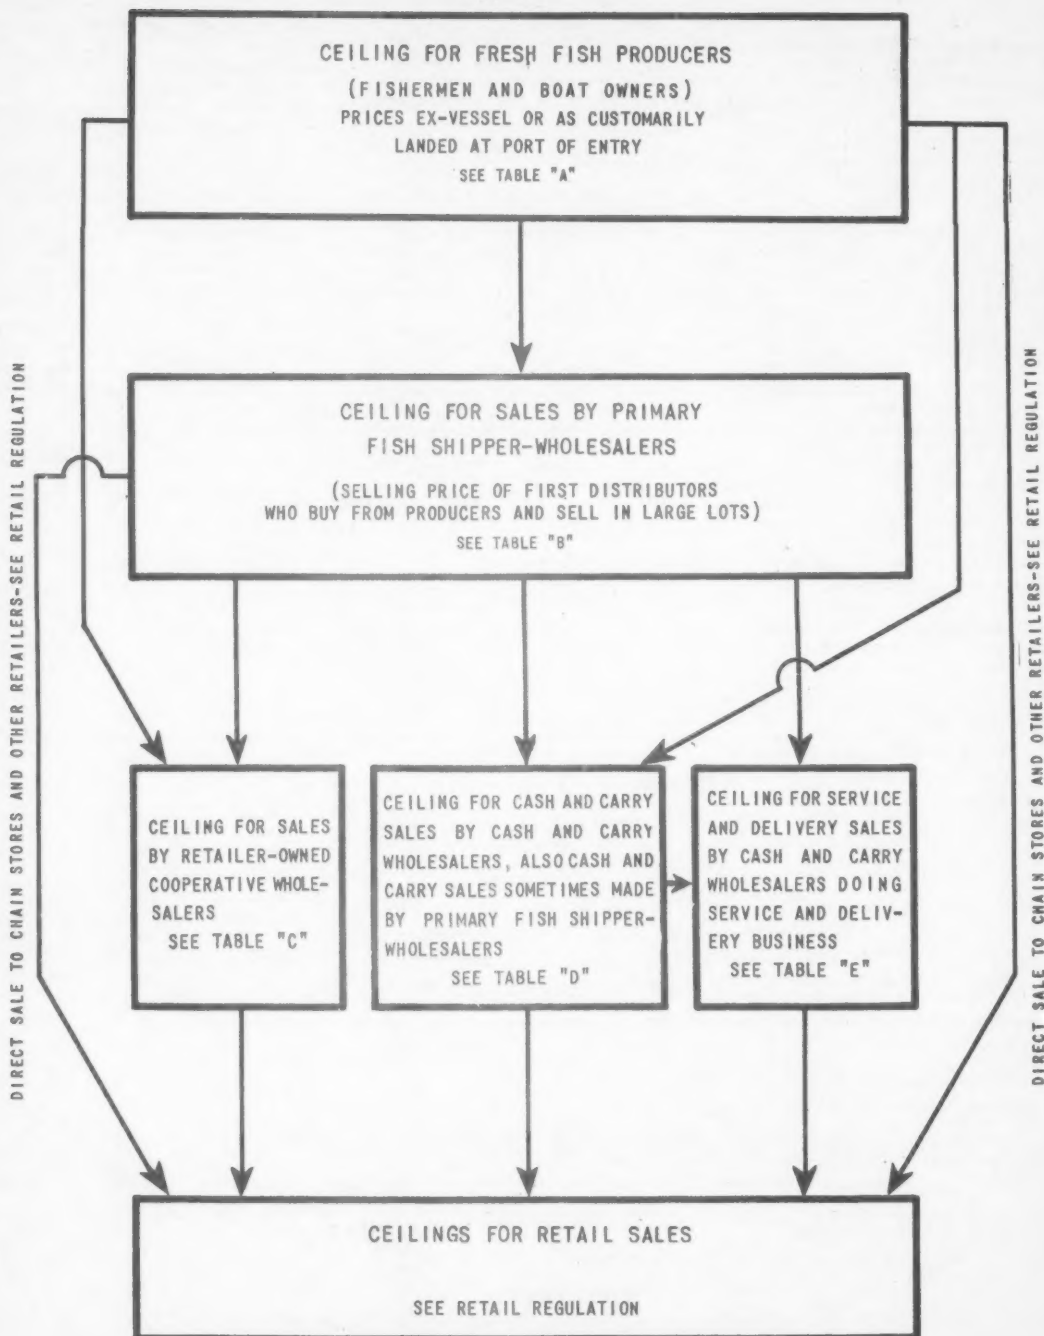 CEILING FOR FRESH FISH PRODUCERS
(FISHERMEN AND BOAT OWNERS)
PRICES EX-VESSEL OR AS CUSTOMARILY
LANDED AT PORT OF ENTRY
SEE TABLE "A"
DIRECT SALE TO CHAIN STORES AND OTHER RETAILERS-SEE RETAIL REGULATION
CEILING FOR SALES BY PRIMARY
FISH SHIPPER-WHOLESALERS
(SELLING PRICE OF FIRST DISTRIBUTORS
WHO BUY FROM PRODUCERS AND SELL IN LARGE LOTS)
SEE TABLE "B"
DIRECT SALE TO CHAIN STORES AND OTHER RETAILERS-SEE RETAIL REGULATION
CEILING FOR SALES
BY RETAILER-OWNED
COOPERATIVE WHOLE-
SALERS
SEE TABLE "C"
CEILING FOR CASH AND CARRY
SALES BY CASH AND CARRY
WHOLESALERS, ALSO CASH AND
CARRY SALES SOMETIMES MADE
BY PRIMARY FISH SHIPPER-
WHOLESALERS
SEE TABLE "D"
CEILING FOR SERVICE
AND DELIVERY SALES
BY CASH AND CARRY
WHOLESALERS DOING
SERVICE AND DELIV-
ERY BUSINESS
SEE TABLE "E"
CEILINGS FOR RETAIL SALES
SEE RETAIL REGULATION